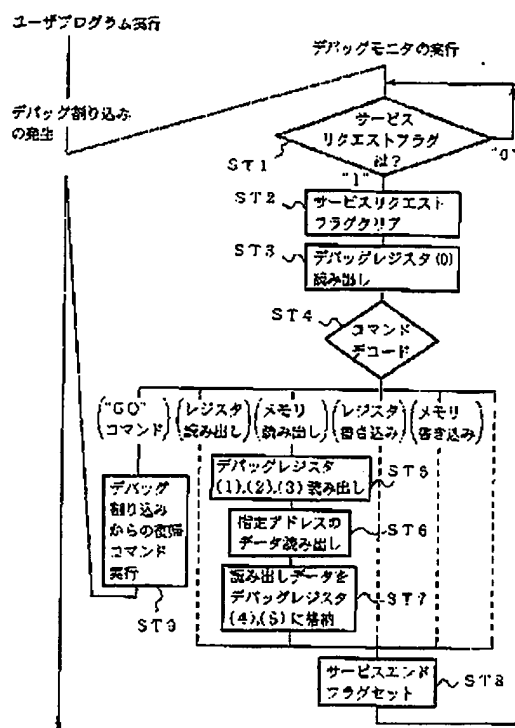 ユーザプログラム実行
デバッグモニタの実行
デバッグ割り込み
の発生
サービス
リクエストフラグ
は?
"0"
ST1
"1"
ST2
サービスリクエスト
フラグクリア
ST3
デバッグレジスタ(0)
読み出し
ST4
コマンド
デコード
("GO"
コマンド)
(レジスタ
読み出し)
(メモリ
読み出し)
(レジスタ
書き込み)
(メモリ
書き込み)
デバッグレジスタ
(1),(2),(3)読み出し
ST5
指定アドレスの
データ読み出し
ST6
読み出しデータを
デバッグレジスタ
(4),(5)に格納
ST7
デバッグ
割り込み
からの復帰
コマンド
実行
ST9
サービスエンド
フラグセット
ST8